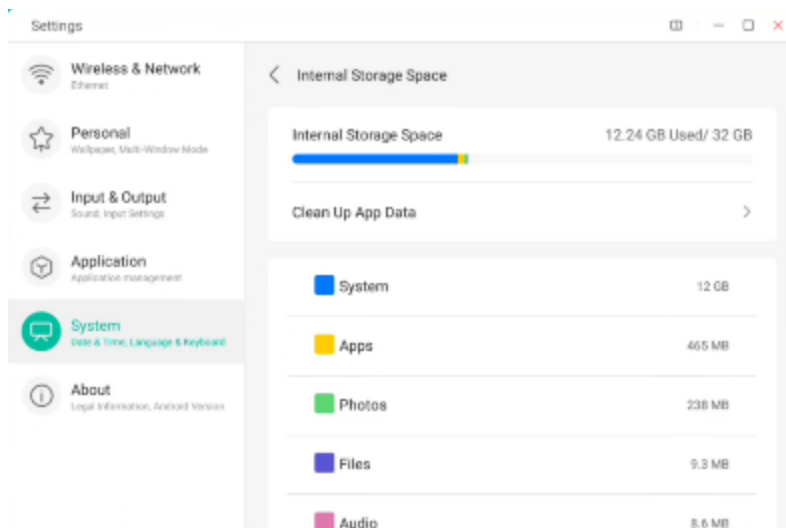 Settings
Wireless & Network
Ethernet
Personal
Wallpaper, Multi-Window Mode
Input & Output
Sound, Input Settings
Application
Application management
System
Date & Time, Language & Keyboard
About
Legal Information, Android Version
Internal Storage Space
Internal Storage Space 12.24 GB Used/ 32 GB
Clean Up App Data
System 12 GB
Apps 465 MB
Photos 238 MB
Files 9.3 MB
Audio 8.6 MB